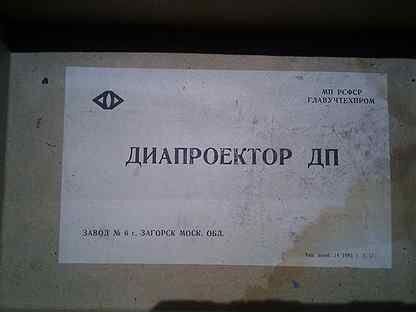 МП РСФСР
ГЛАВУЧТЕХПРОМ
ДИАПРОЕКТОР ДП
ЗАВОД № 6 г. ЗАГОРСК МОСК. ОБЛ.